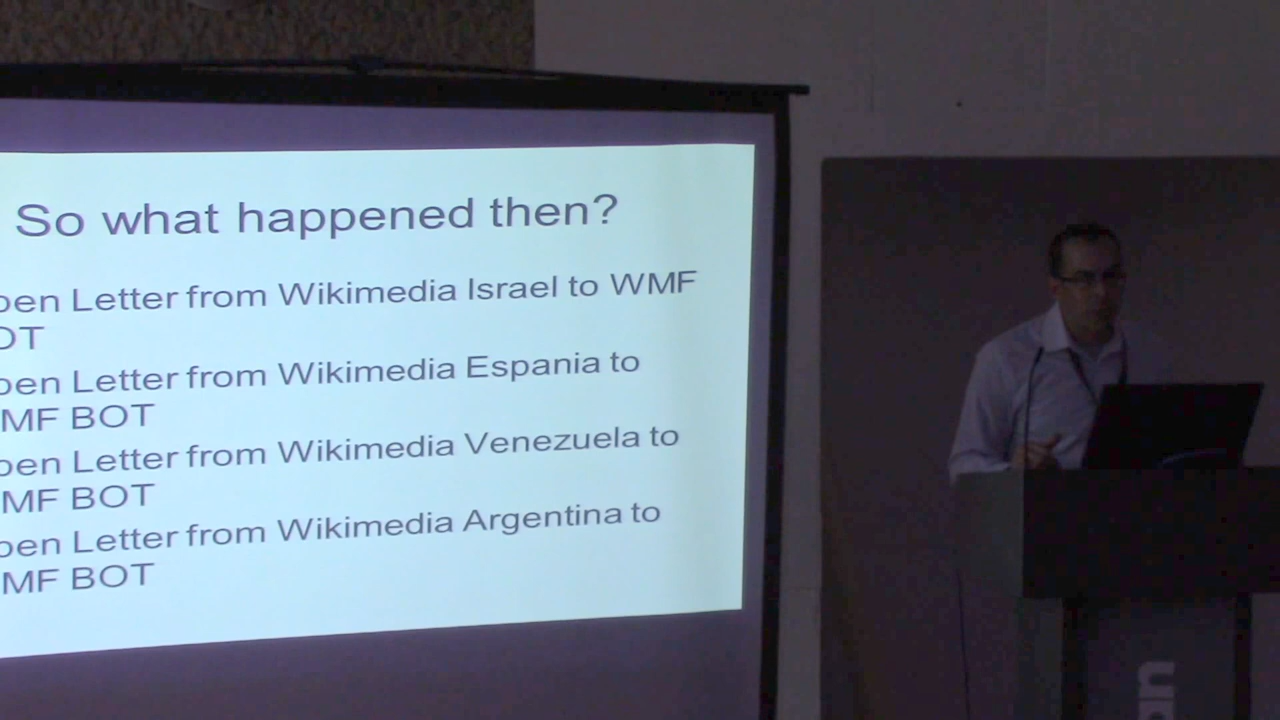 So what happened then?
pen Letter from Wikimedia Israel to WMF
OT
pen Letter from Wikimedia Espania to
MF BOT
pen Letter from Wikimedia Venezuela to
MF BOT
pen Letter from Wikimedia Argentina to
MF BOT